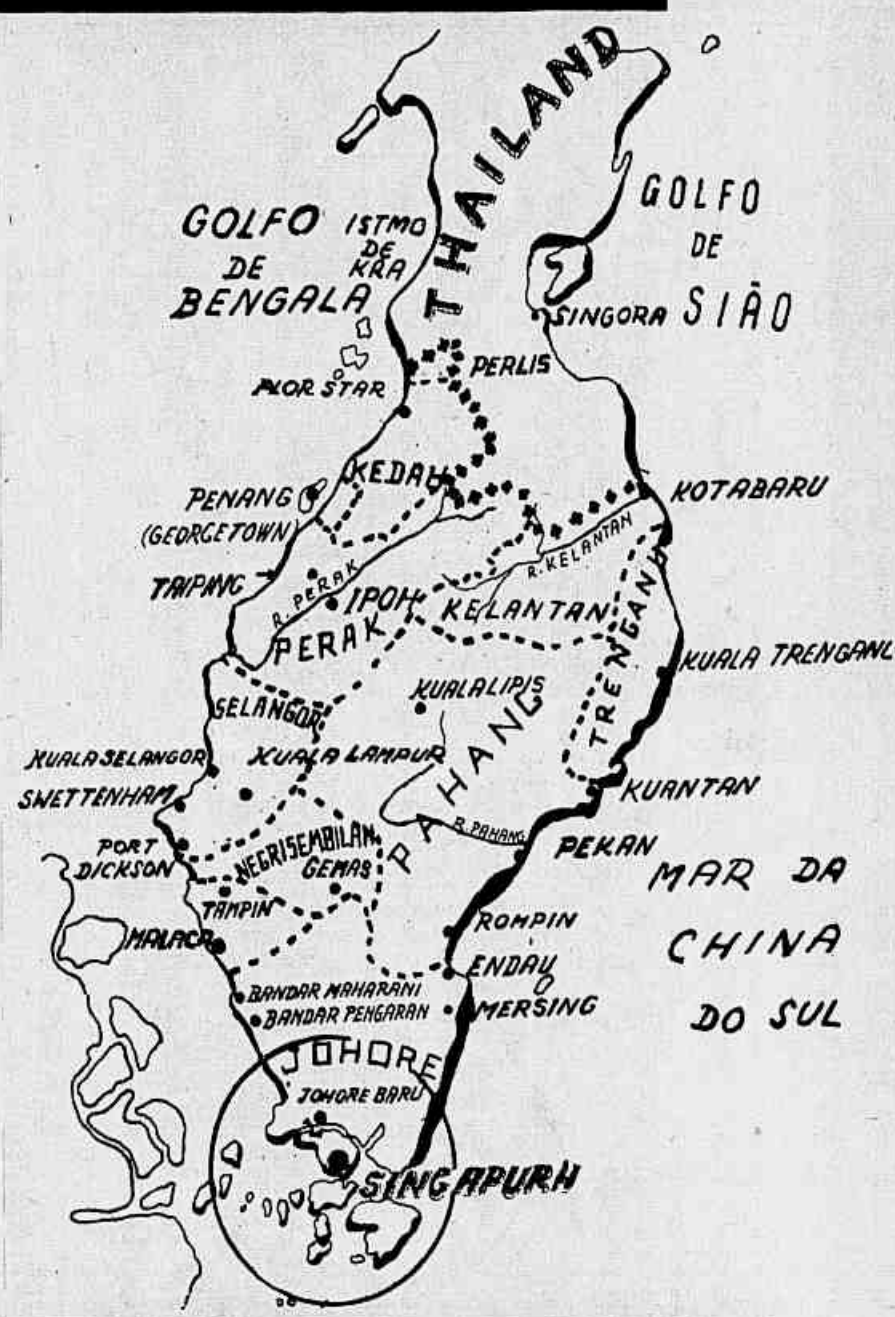 THAILAND
GOLFO
DE
SIÃO
GOLFO
DE
BENGALA
ISTMO
DE
KRA
SINGORA
PERLIS
ALOR STAR
KEDAH
PENANG
(GEORGETOWN)
KOTABARU
R. KELANTAN
TAIPING
R. PERAK
IPOH
KELANTAN
TRENGANU
PERAK
KUALA TRENGANU
KUALA LIPIS
SELANGOR
PAHANG
KUALA SELANGOR
KUALA LAMPUR
SWETTENHAM
KUANTAN
R. PAHANG
PORT
DICKSON
NEGRISEMBILAN
PEKAN
GEMAS
TAMPIN
MAR DA
CHINA
DO SUL
MALACA
ROMPIN
ENDAU
BANDAR MAHARANI
BANDAR PENGARAN
MERSING
JOHORE
JOHORE BARU
SINGAPURA